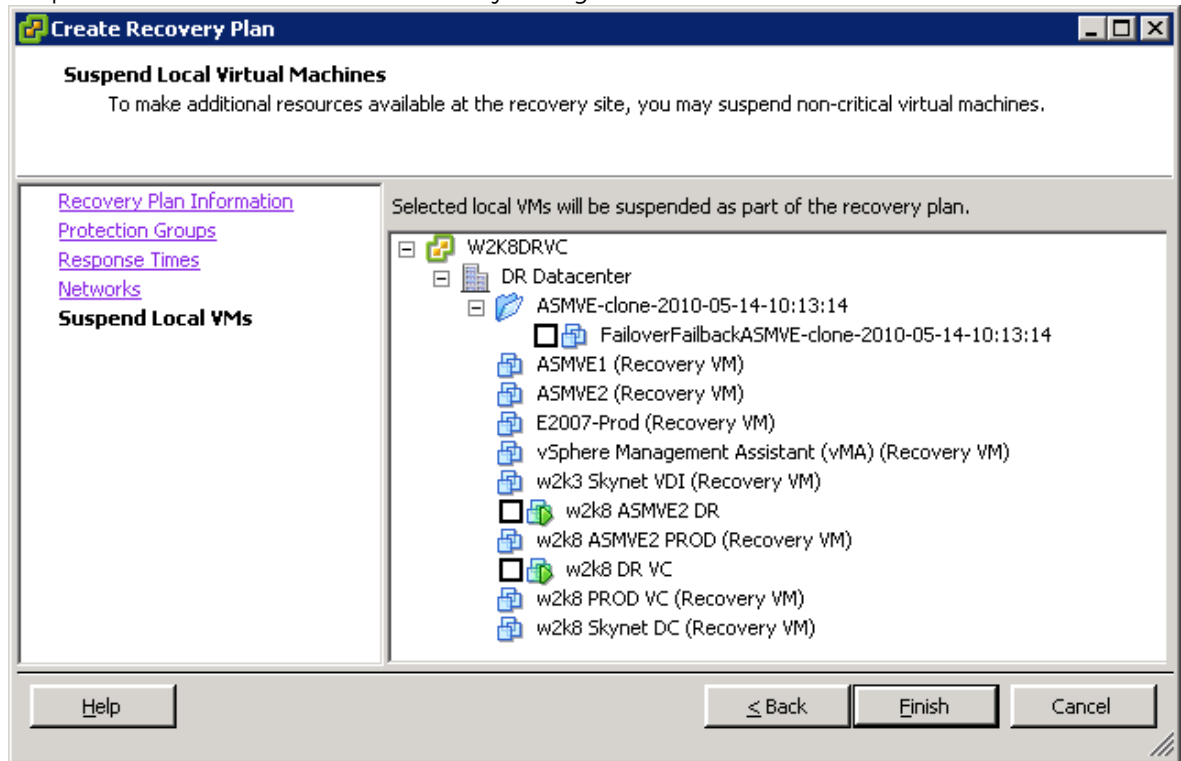 Create Recovery Plan
Suspend Local Virtual Machines
To make additional resources available at the recovery site, you may suspend non-critical virtual machines.
Recovery Plan Information
Protection Groups
Response Times
Networks
Suspend Local VMs
Selected local VMs will be suspended as part of the recovery plan.
W2K8DRVC
DR Datacenter
ASMVE-clone-2010-05-14-10:13:14
FailoverFailbackASMVE-clone-2010-05-14-10:13:14
ASMVE1 (Recovery VM)
ASMVE2 (Recovery VM)
E2007-Prod (Recovery VM)
vSphere Management Assistant (vMA) (Recovery VM)
w2k3 Skynet VDI (Recovery VM)
w2k8 ASMVE2 DR
w2k8 ASMVE2 PROD (Recovery VM)
w2k8 DR VC
w2k8 PROD VC (Recovery VM)
w2k8 Skynet DC (Recovery VM)
Help
< Back
Finish
Cancel